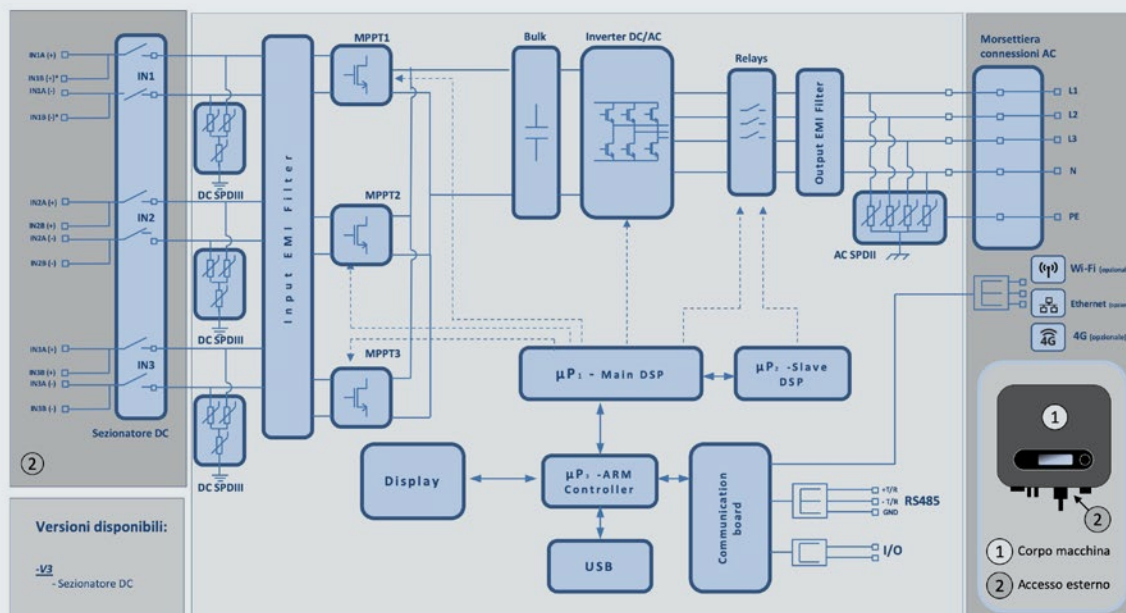 IN1A (+)
IN1B (+)*
IN1A (-)
IN1B (-)*
IN1
IN2A (+)
IN2B (+)
IN2A (-)
IN2B (-)
IN2
IN3A (+)
IN3B (+)
IN3A (-)
IN3B (-)
IN3
Sezionatore DC
2
DC SPDIII
DC SPDIII
DC SPDIII
Input EMI Filter
MPPT1
MPPT2
MPPT3
Bulk
Inverter DC/AC
Relays
Output EMI Filter
AC SPDII
Morsettiera
connessioni AC
L1
L2
L3
N
PE
Wi-Fi
Ethernet
4G
4G (opzionale)
µP₁ - Main DSP
µP₂ -Slave
DSP
ARM
Controller
Display
USB
Communication
board
+T/R
- T/R
GND
RS485
I/O
1
2
1 Corpo macchina
2 Accesso esterno
Versioni disponibili:
-V3
- Sezionatore DC